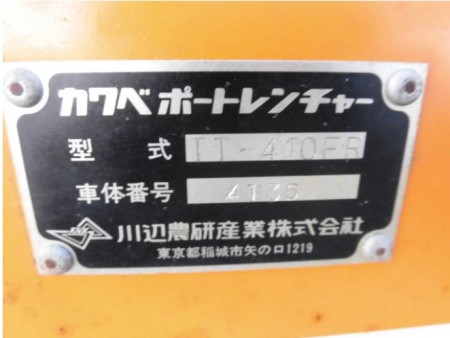 カワベ ポートレンチャー
型 式 TT-410FR
車体番号 4135
川辺農研産業株式会社
東京都稲城市矢の口1219